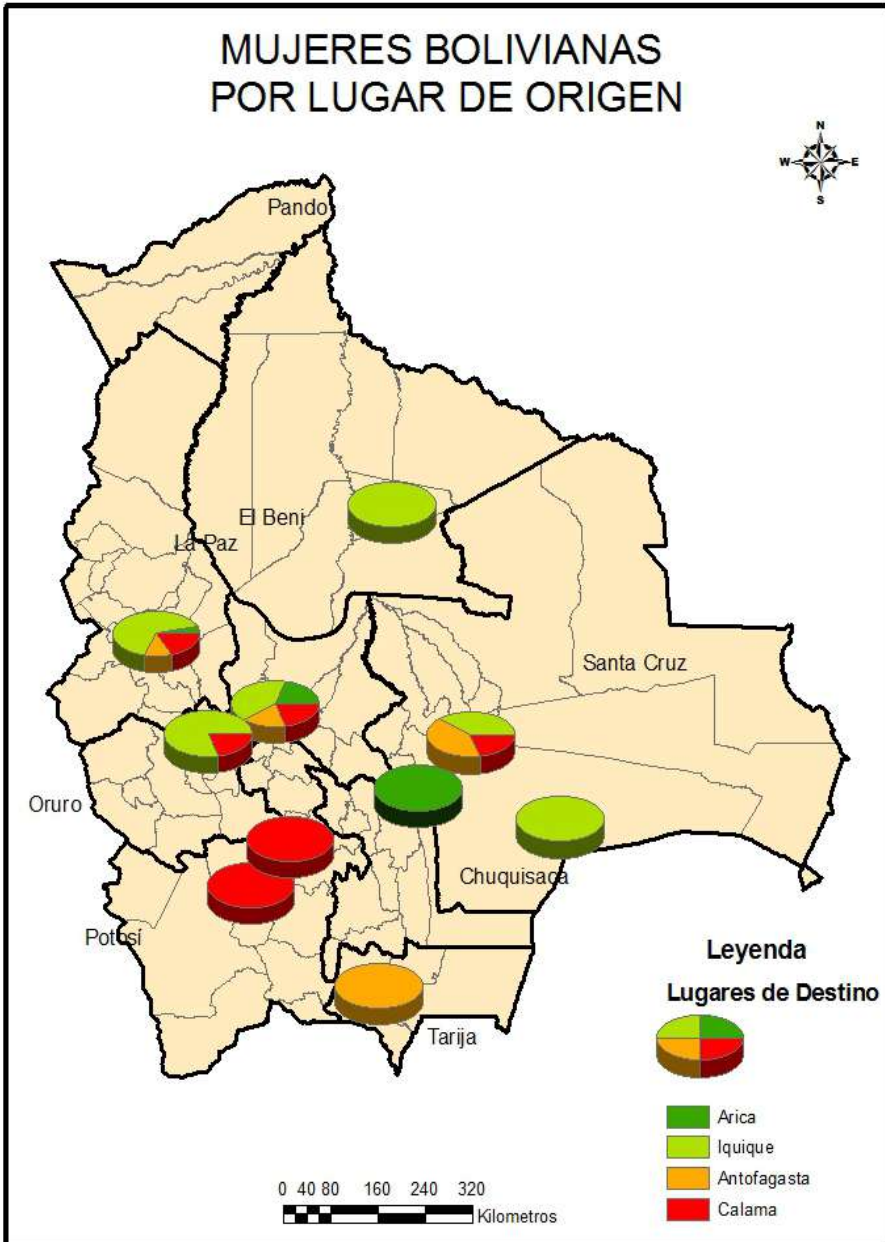 MUJERES BOLIVIANAS
POR LUGAR DE ORIGEN
N
W E
S
Pando
El Beni
La Paz
Santa Cruz
Oruro
Chuquisaca
Potosí
Tarija
Leyenda
Lugares de Destino
Arica
Iquique
Antofagasta
Calama
0 40 80 160 240 320
Kilometros